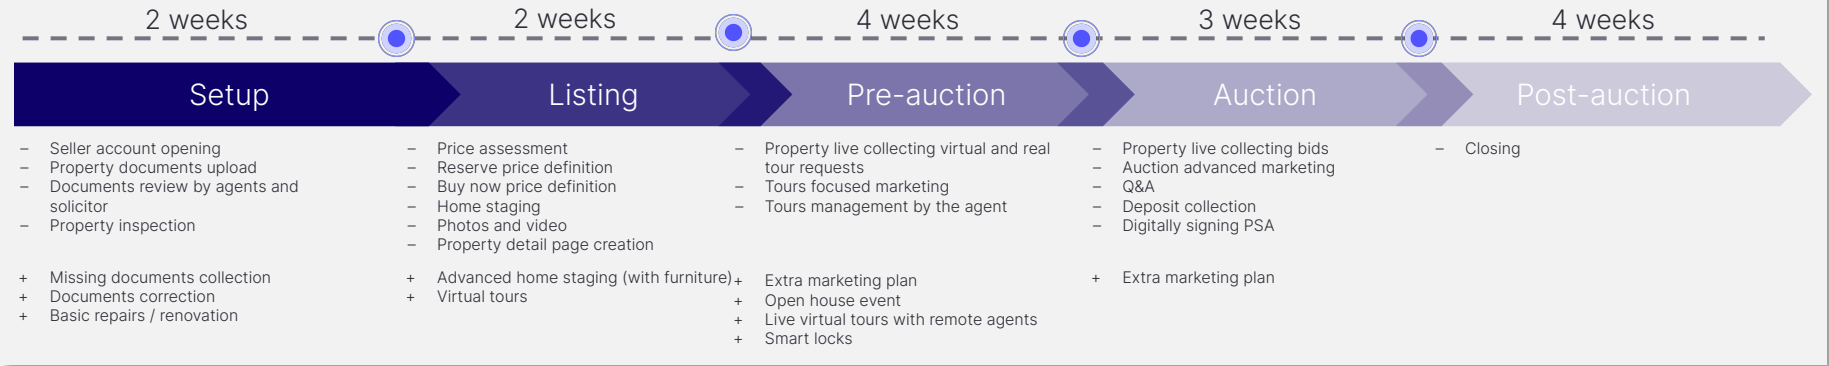 2 weeks
2 weeks
4 weeks
3 weeks
4 weeks
Setup
Listing
Pre-auction
Auction
Post-auction
– Seller account opening
– Property documents upload
– Documents review by agents and
solicitor
– Property inspection
+ Missing documents collection
+ Documents correction
+ Basic repairs / renovation
– Price assessment
– Reserve price definition
– Buy now price definition
– Home staging
– Photos and video
– Property detail page creation
+ Advanced home staging (with furniture)
+ Virtual tours
– Property live collecting virtual and real
tour requests
– Tours focused marketing
– Tours management by the agent
+ Extra marketing plan
+ Open house event
+ Live virtual tours with remote agents
+ Smart locks
– Property live collecting bids
– Auction advanced marketing
– Q&A
– Deposit collection
– Digitally signing PSA
+ Extra marketing plan
– Closing